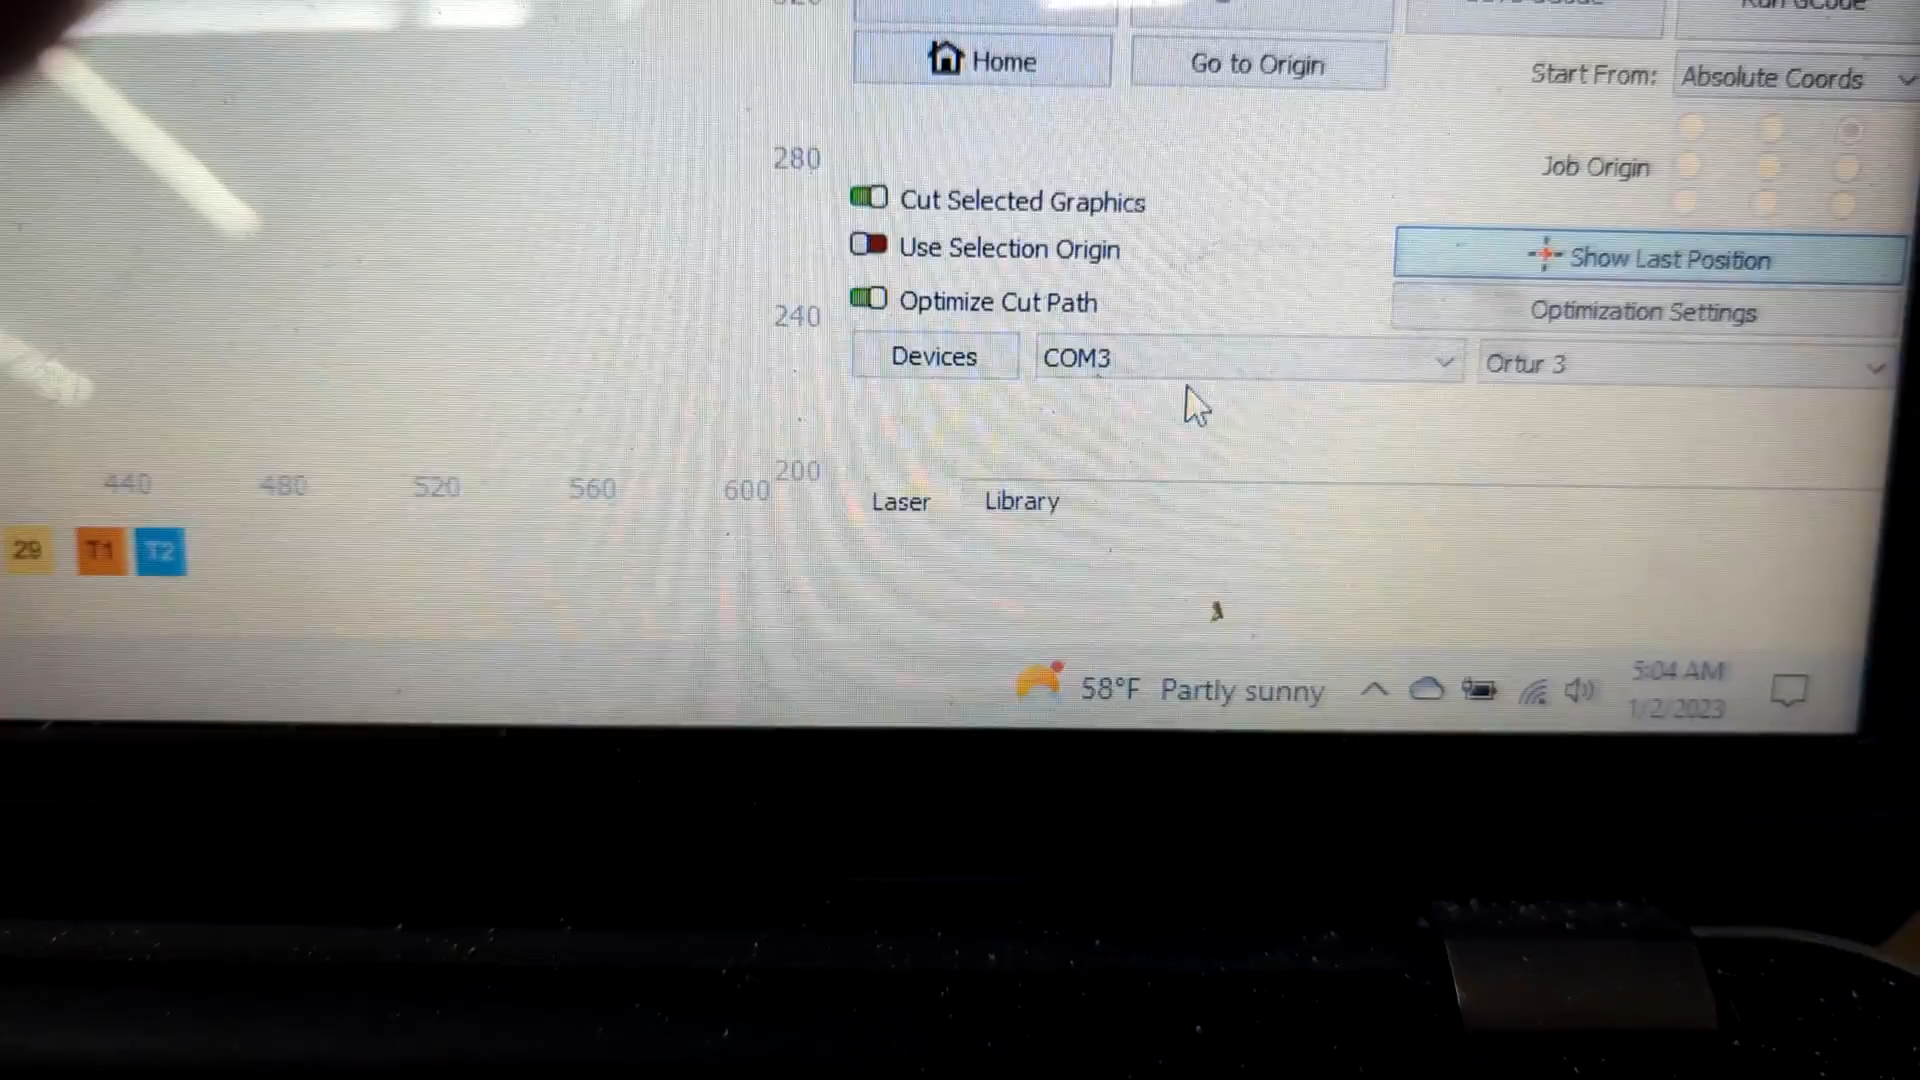 Run GCode
Home
Go to Origin
Start From:
Absolute Coords
280
Job Origin
Cut Selected Graphics
Use Selection Origin
Show Last Position
240
Optimize Cut Path
Optimization Settings
Devices
COM3
Ortur 3
440
480
520
560
600
200
Laser
Library
29
T1
T2
58°F Partly sunny
5:04 AM
1/2/2023